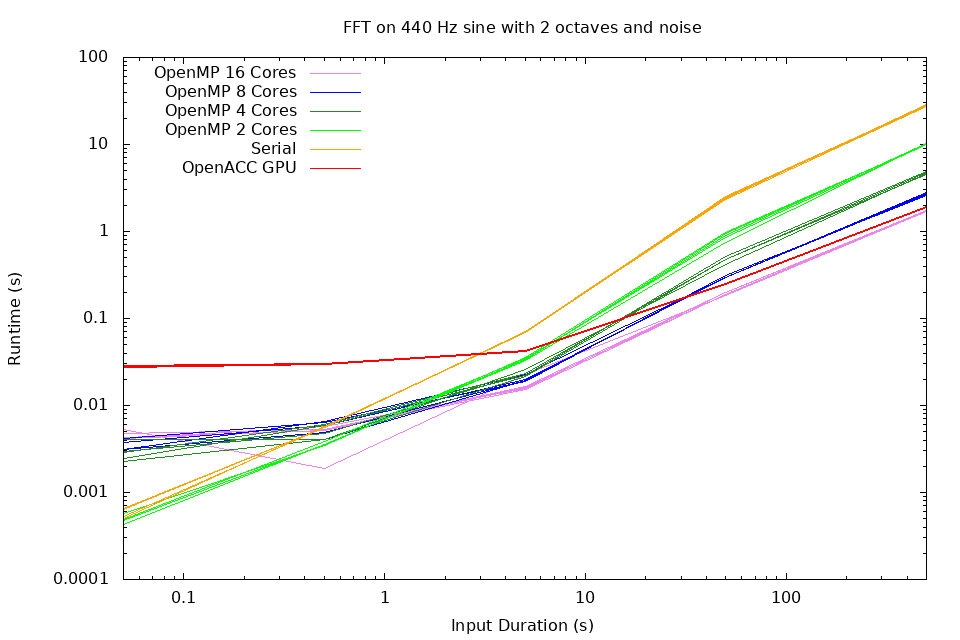 FFT on 440 Hz sine with 2 octaves and noise
100
10
1
0.1
0.01
0.001
0.0001
Runtime (s)
OpenMP 16 Cores
OpenMP 8 Cores
OpenMP 4 Cores
OpenMP 2 Cores
Serial
OpenACC GPU
0.1 1 10 100
Input Duration (s)